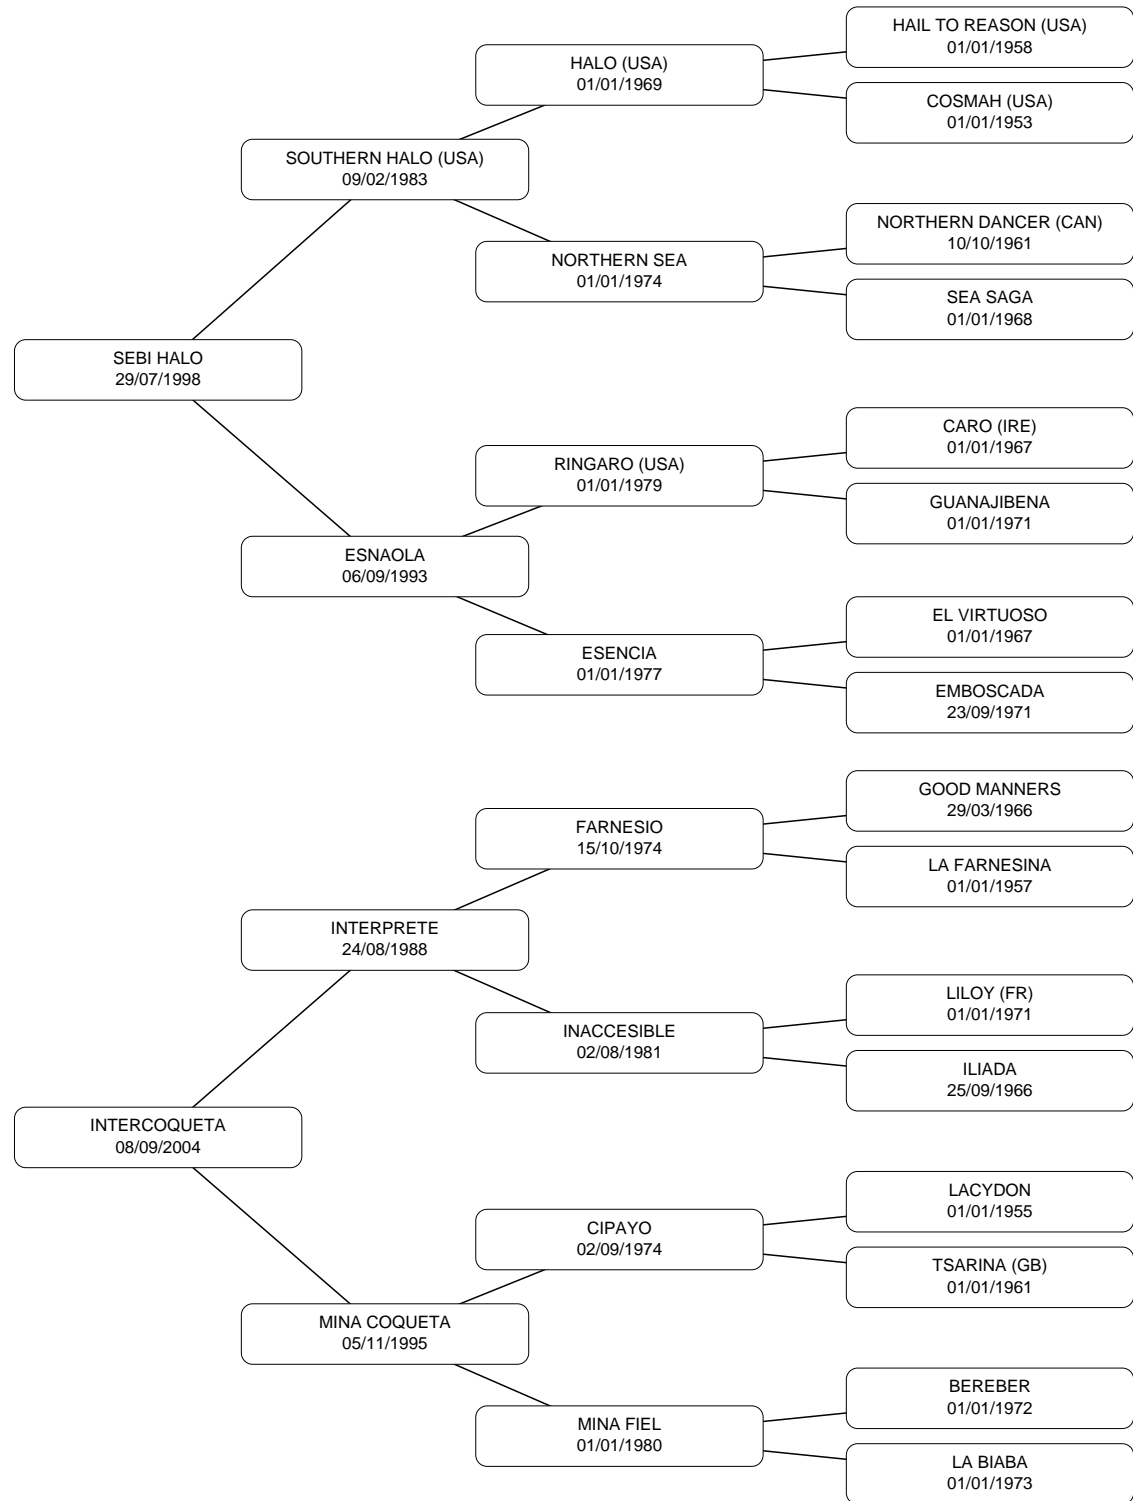 HAIL TO REASON (USA)
01/01/1958
HALO (USA)
01/01/1969
COSMAH (USA)
01/01/1953
SOUTHERN HALO (USA)
09/02/1983
NORTHERN DANCER (CAN)
10/10/1961
NORTHERN SEA
01/01/1974
SEA SAGA
01/01/1968
SEBI HALO
29/07/1998
CARO (IRE)
01/01/1967
RINGARO (USA)
01/01/1979
GUANAJIBENA
01/01/1971
ESNAOLA
06/09/1993
EL VIRTUOSO
01/01/1967
ESENCIA
01/01/1977
EMBOSCADA
23/09/1971
GOOD MANNERS
29/03/1966
FARNESIO
15/10/1974
LA FARNESINA
01/01/1957
INTERPRETE
24/08/1988
LILOY (FR)
01/01/1971
INACCESIBLE
02/08/1981
ILIADA
25/09/1966
INTERCOQUETA
08/09/2004
LACYDON
01/01/1955
CIPAYO
02/09/1974
TSARINA (GB)
01/01/1961
MINA COQUETA
05/11/1995
BEREBER
01/01/1972
MINA FIEL
01/01/1980
LA BIABA
01/01/1973